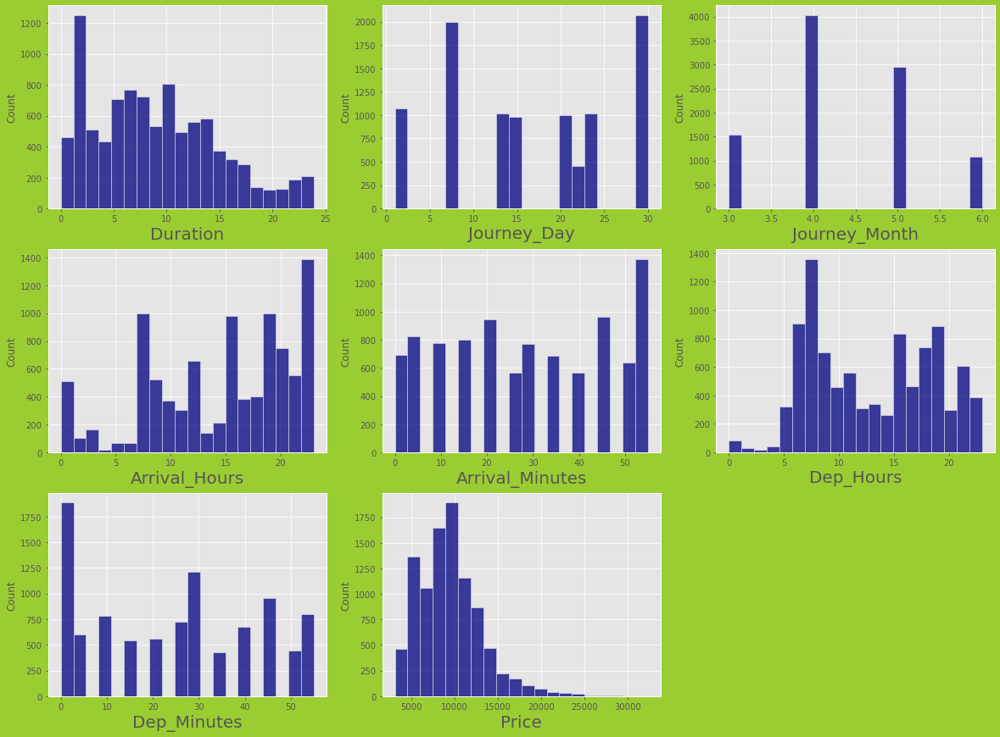 Count
0 200 400 600 800 1000 1200
0 5 10 15 20 25
Duration
Count
0 250 500 750 1000 1250 1500 1750 2000
0 5 10 15 20 25 30
Journey_Day
Count
0 500 1000 1500 2000 2500 3000 3500 4000
3.0 3.5 4.0 4.5 5.0 5.5 6.0
Journey_Month
Count
0 200 400 600 800 1000 1200 1400
0 5 10 15 20
Arrival_Hours
Count
0 200 400 600 800 1000 1200 1400
0 10 20 30 40 50
Arrival_Minutes
Count
0 200 400 600 800 1000 1200 1400
0 5 10 15 20
Dep_Hours
Count
0 250 500 750 1000 1250 1500 1750
0 10 20 30 40 50
Dep_Minutes
Count
0 250 500 750 1000 1250 1500 1750
5000 10000 15000 20000 25000 30000
Price